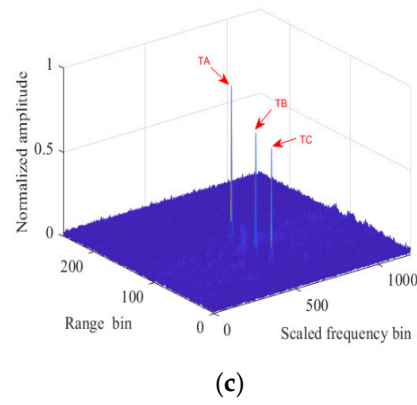 1
TA
TB
0.5
TC
Normalized amplitude
0
200
100
1000
500
0
0
Range bin
Scaled frequency bin
(c)